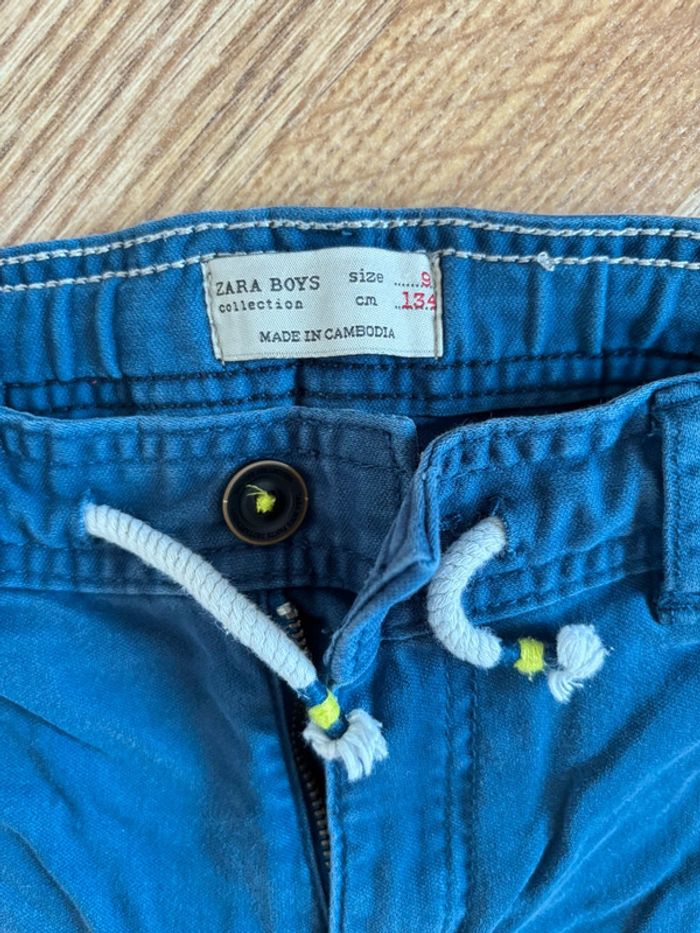 ZARA BOYS size ......9
collection cm ..134
MADE IN CAMBODIA